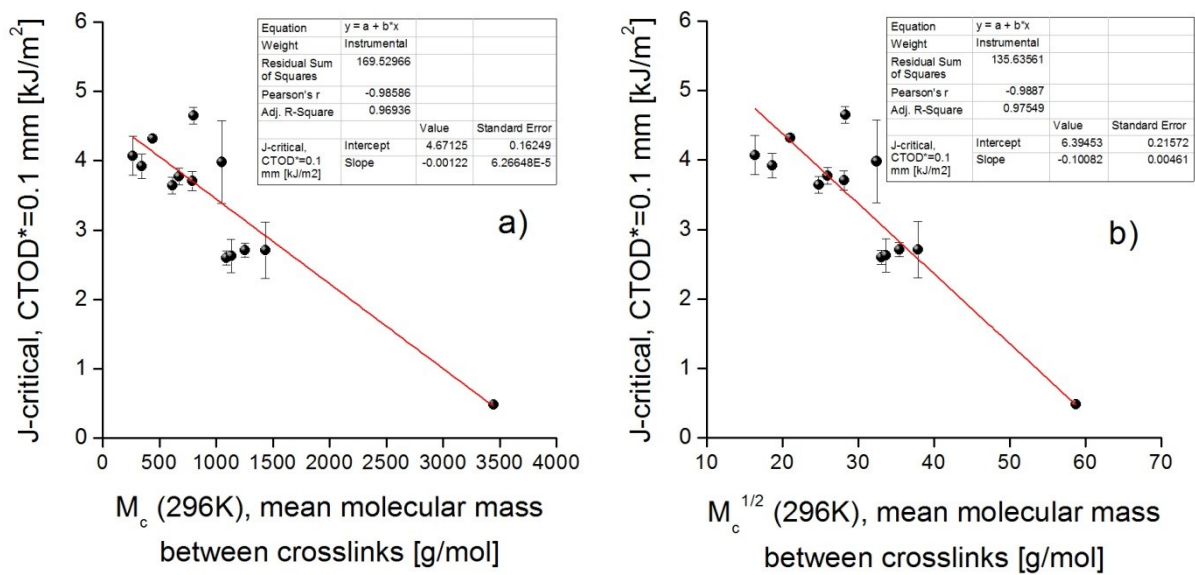 Equation y = a + b*x
Weight Instrumental
Residual Sum of Squares 169.52966
Pearson's r -0.98586
Adj. R-Square 0.96936
Value Standard Error
J-critical, CTOD*=0.1 mm [kJ/m2] Intercept 4.67125 0.16249
Slope -0.00122 6.26648E-5
a)
J-critical, CTOD*=0.1 mm [kJ/m²]
6
5
4
3
2
1
0
0 500 1000 1500 2000 2500 3000 3500 4000
M_c (296K), mean molecular mass
between crosslinks [g/mol]
Equation y = a + b*x
Weight Instrumental
Residual Sum of Squares 135.63561
Pearson's r -0.9887
Adj. R-Square 0.97549
Value Standard Error
J-critical, CTOD*=0.1 mm [kJ/m2] Intercept 6.39453 0.21572
Slope -0.10082 0.00461
b)
J-critical, CTOD*=0.1 mm [kJ/m²]
6
5
4
3
2
1
0
10 20 30 40 50 60 70
M_c^1/2 (296K), mean molecular mass
between crosslinks [g/mol]